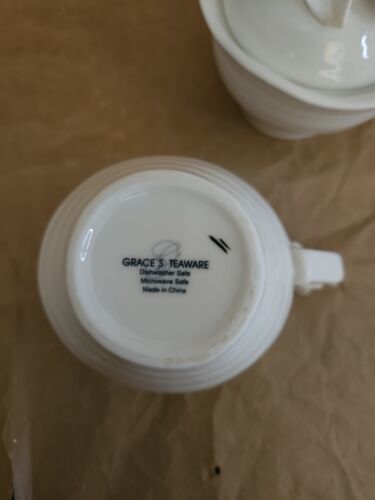 GRACE'S TEAWARE
Dishwasher Safe
Microwave Safe
Made in China